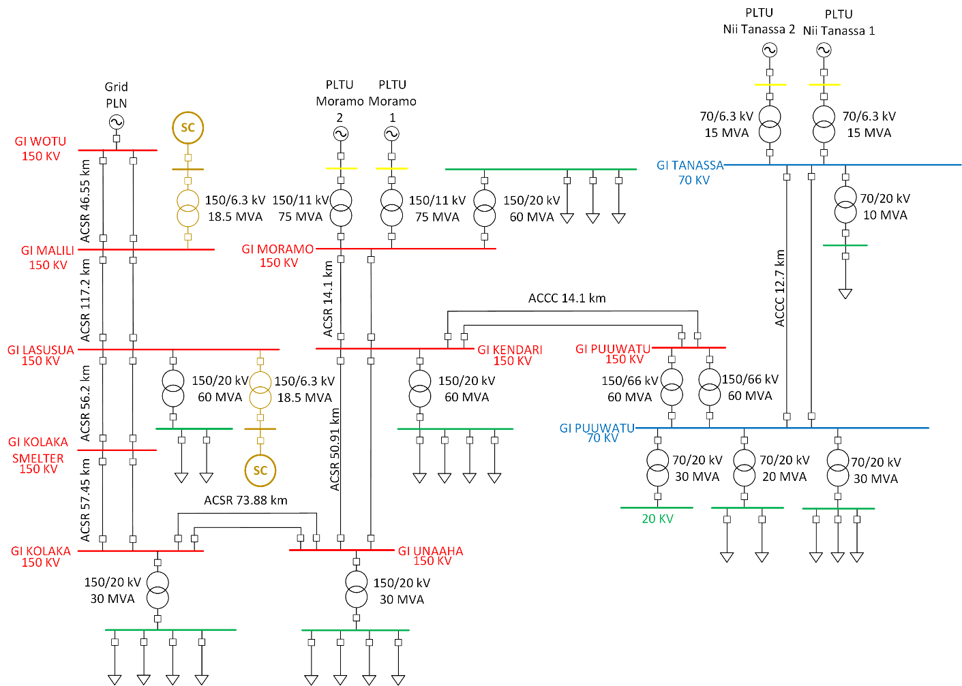 PLTU
Nii Tanassa 2
PLTU
Nii Tanassa 1
Grid
PLN
PLTU
Moramo
2
PLTU
Moramo
1
SC
70/6.3 kV
15 MVA
70/6.3 kV
15 MVA
GI WOTU
150 KV
GI TANASSA
70 KV
ACSR 46.55 km
150/6.3 kV
18.5 MVA
150/11 kV
75 MVA
150/11 kV
75 MVA
150/20 kV
60 MVA
70/20 kV
10 MVA
GI MALILI
150 KV
GI MORAMO
150 KV
ACSR 117.2 km
ACSR 14.1 km
ACCC 14.1 km
ACCC 12.7 km
GI LASUSUA
150 KV
GI KENDARI
150 KV
GI PUUWATU
150 KV
150/20 kV
60 MVA
150/6.3 kV
18.5 MVA
150/20 kV
60 MVA
150/66 kV
60 MVA
150/66 kV
60 MVA
ACSR 56.2 km
GI PUUWATU
70 KV
GI KOLAKA
SMELTER
150 KV
SC
ACSR 50.91 km
70/20 kV
30 MVA
70/20 kV
20 MVA
70/20 kV
30 MVA
ACSR 57.45 km
ACSR 73.88 km
20 KV
GI KOLAKA
150 KV
GI UNAAHA
150 KV
150/20 kV
30 MVA
150/20 kV
30 MVA